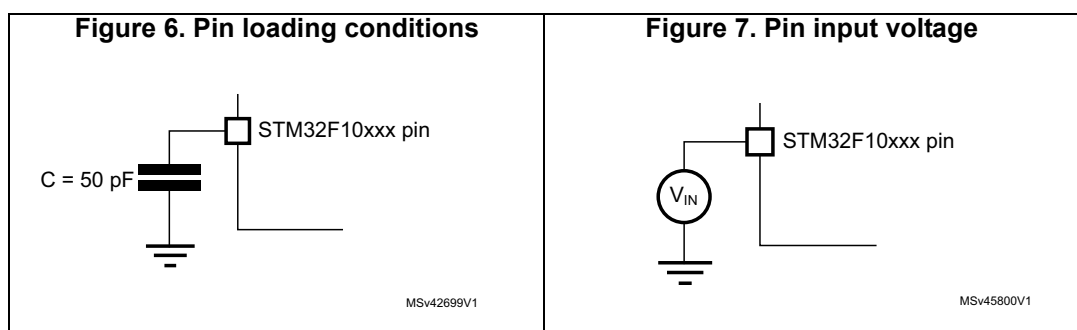 Figure 6. Pin loading conditions
STM32F10xxx pin
C = 50 pF
MSv42699V1
Figure 7. Pin input voltage
STM32F10xxx pin
VIN
MSv45800V1